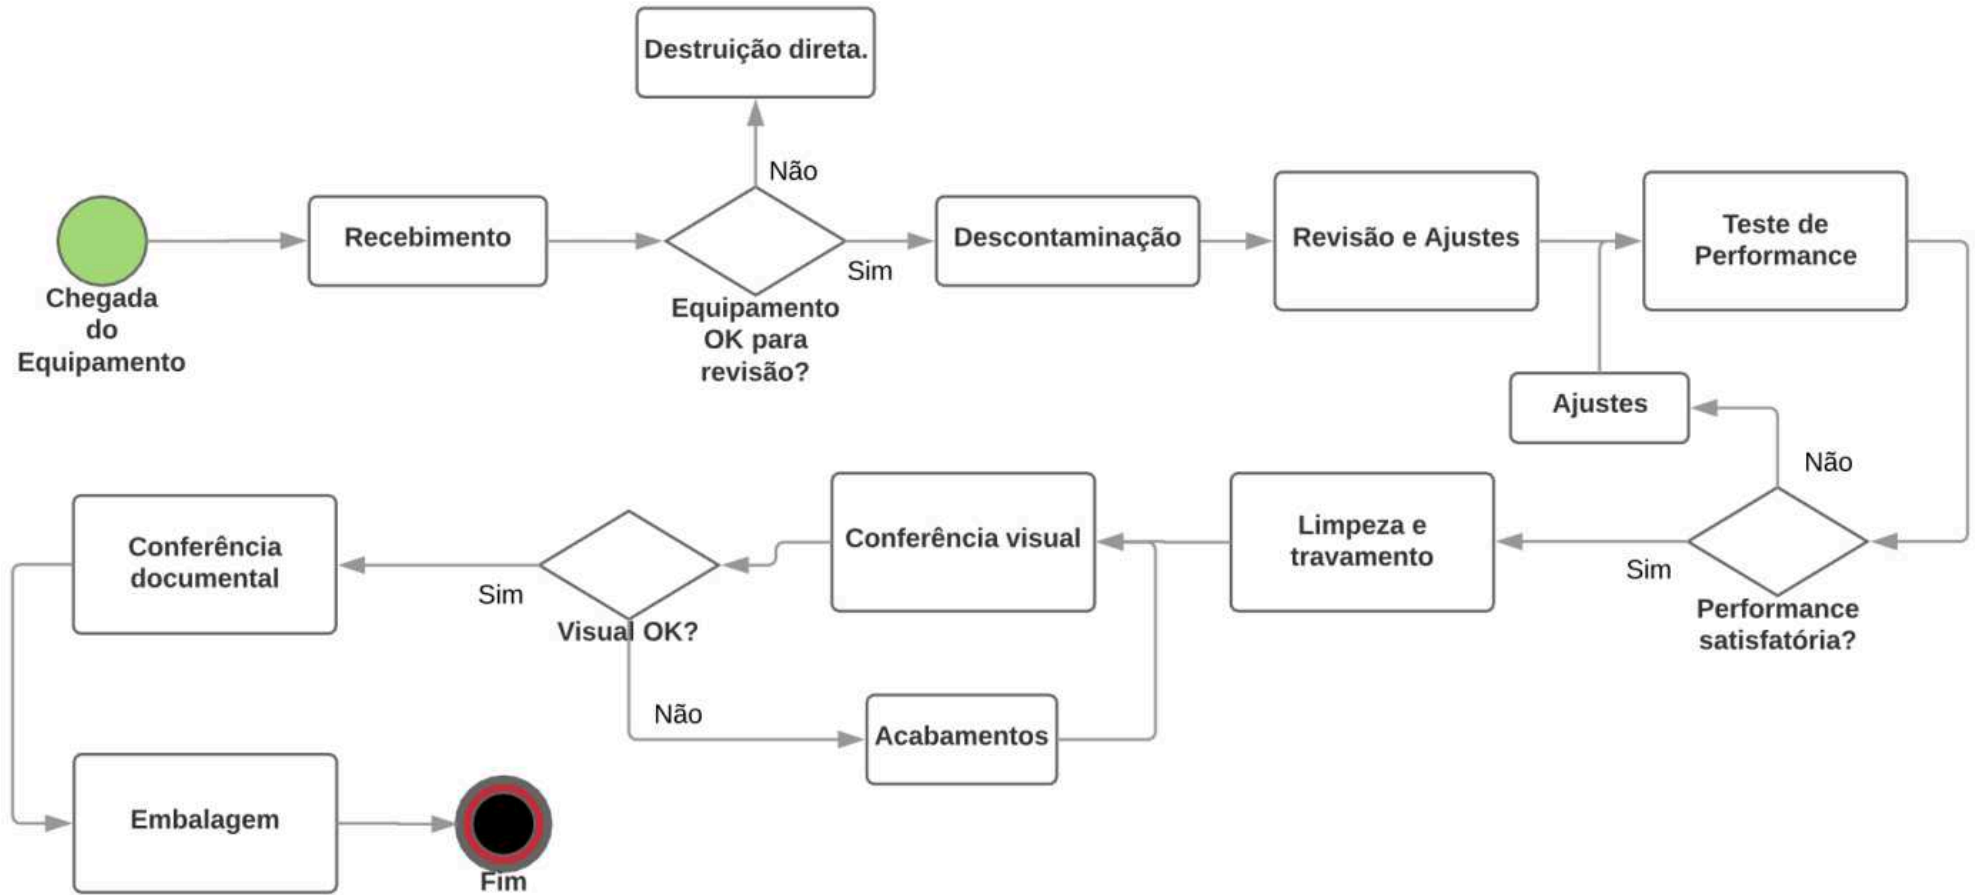 Destruição direta.
Não
Chegada
do
Equipamento
Recebimento
Equipamento
OK para
revisão?
Sim
Descontaminação
Revisão e Ajustes
Teste de
Performance
Ajustes
Não
Performance
satisfatória?
Sim
Limpeza e
travamento
Conferência visual
Visual OK?
Não
Acabamentos
Sim
Conferência
documental
Embalagem
Fim